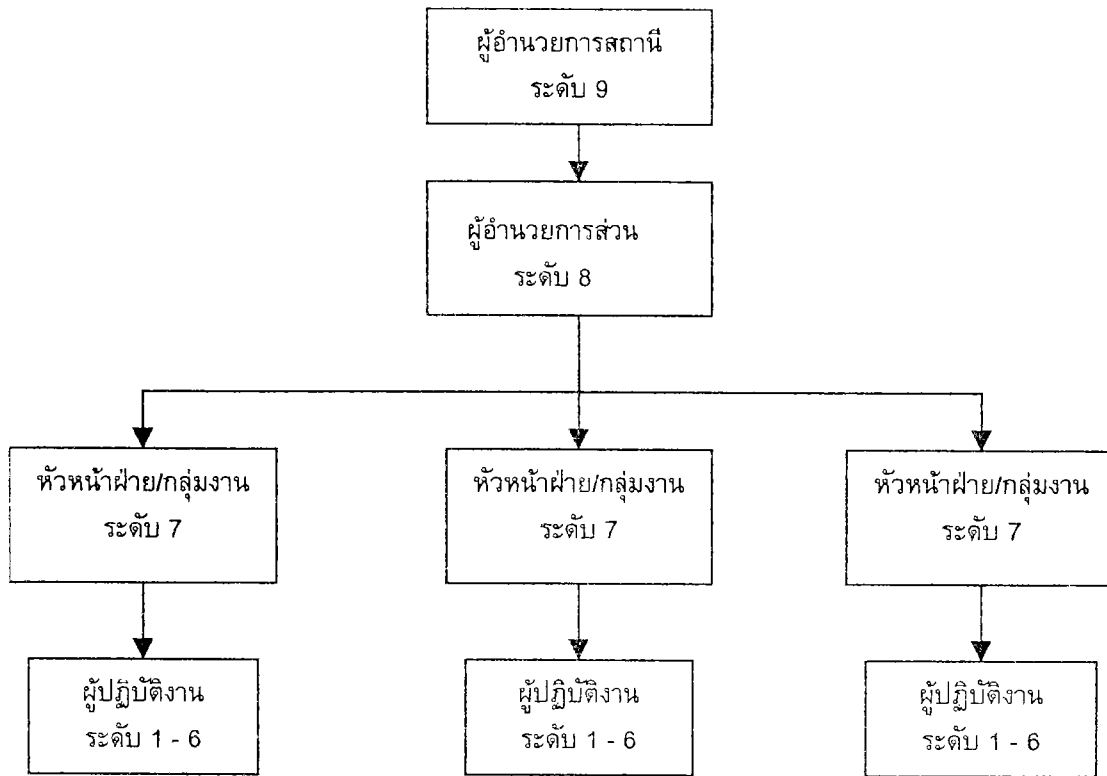 ผู้อำนวยการสถานี
ระดับ 9
ผู้อำนวยการส่วน
ระดับ 8
หัวหน้าฝ่าย/กลุ่มงาน
ระดับ 7
หัวหน้าฝ่าย/กลุ่มงาน
ระดับ 7
หัวหน้าฝ่าย/กลุ่มงาน
ระดับ 7
ผู้ปฏิบัติงาน
ระดับ 1 - 6
ผู้ปฏิบัติงาน
ระดับ 1 - 6
ผู้ปฏิบัติงาน
ระดับ 1 - 6